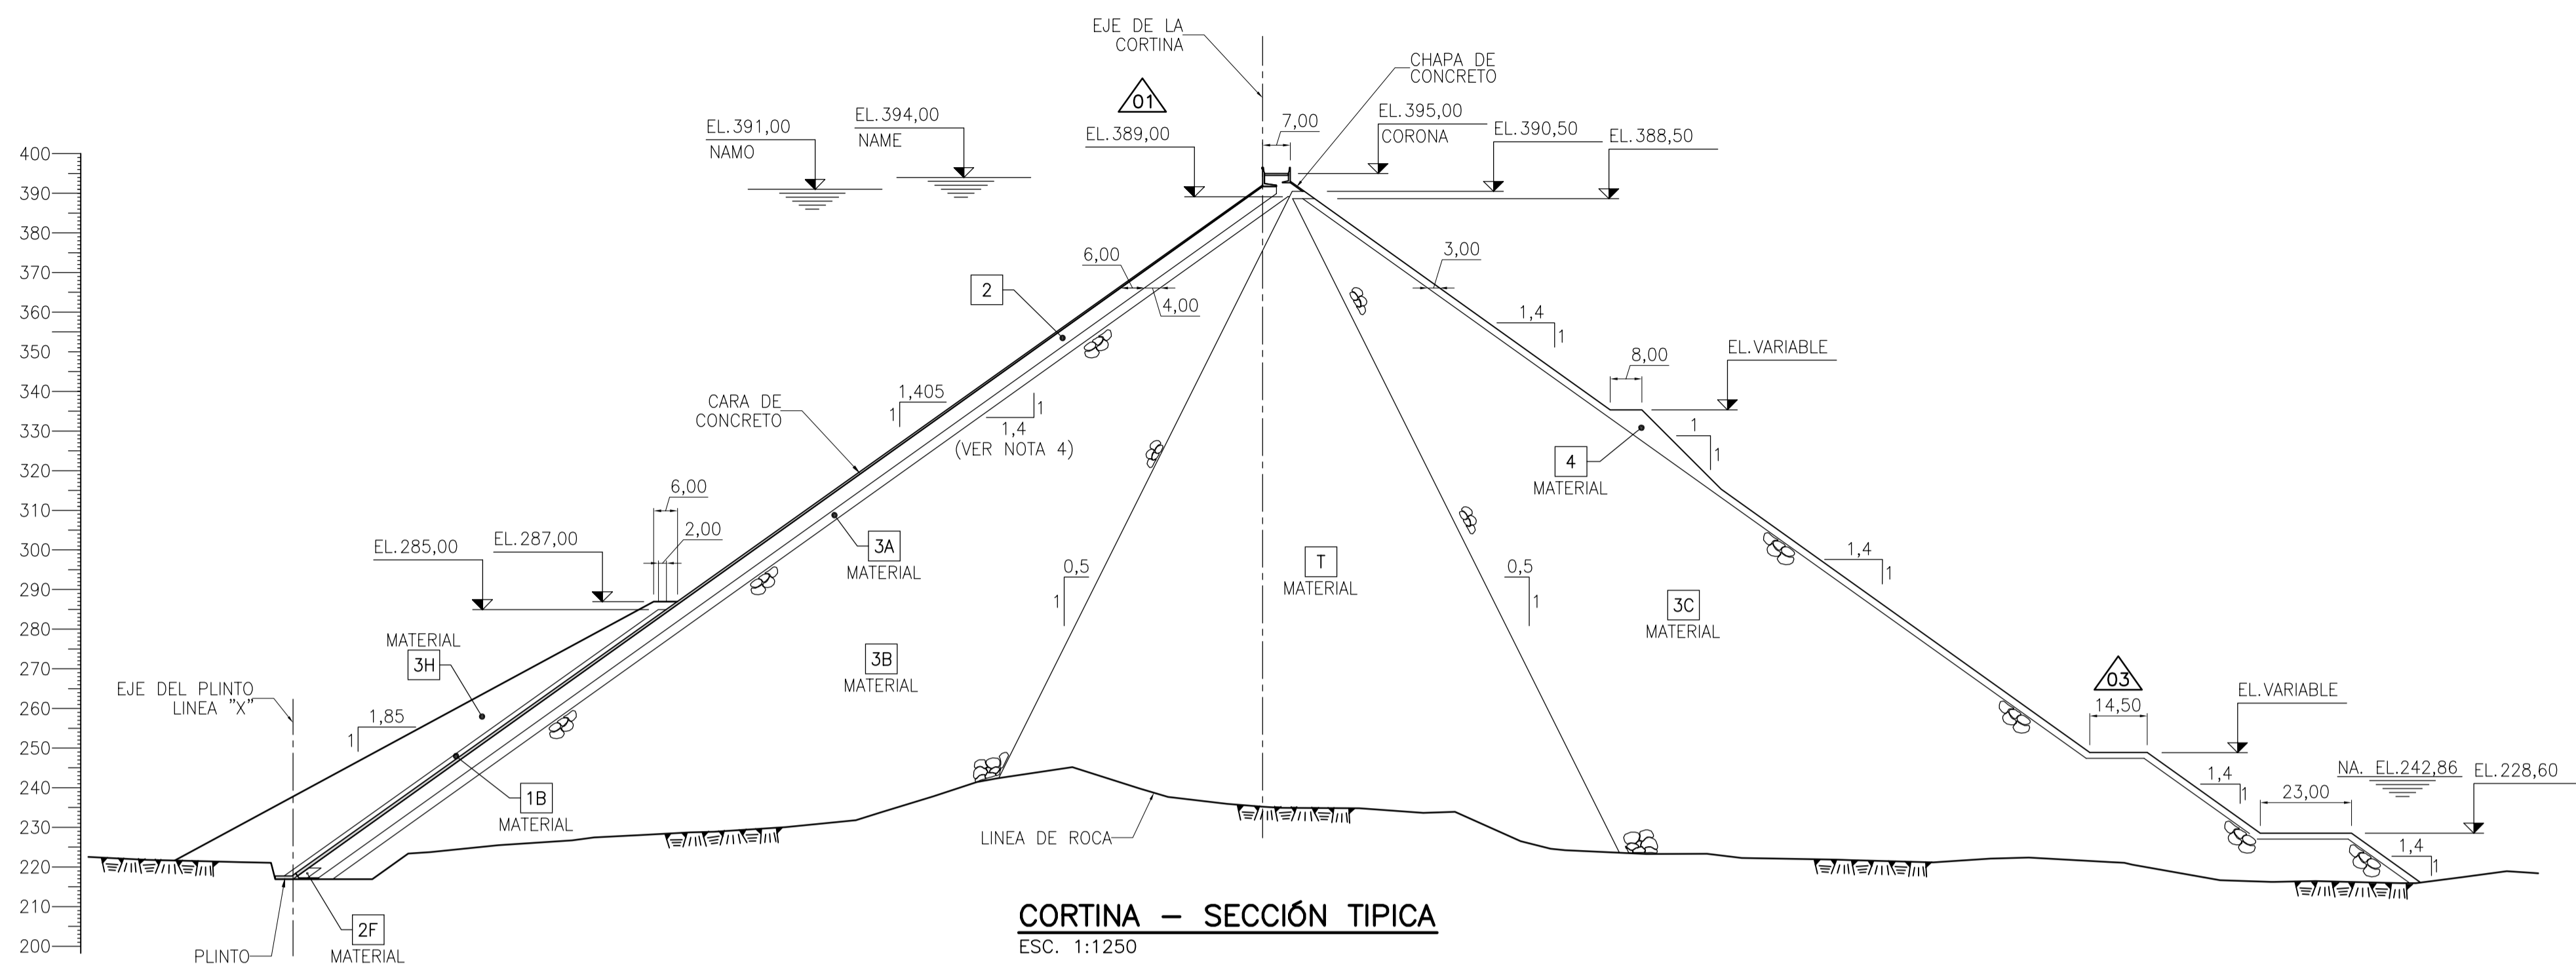 EJE DE LA
CORTINA
CHAPA DE
CONCRETO
01
EL.391,00
NAMO
EL.394,00
NAME
EL.389,00
7,00
EL.395,00
CORONA
EL.390,50
EL.388,50
400
390
380
370
360
350
340
330
320
310
300
290
280
270
260
250
240
230
220
210
200
6,00
4,00
3,00
2
1,4
1
8,00
EL.VARIABLE
CARA DE
CONCRETO
1,405
1
1
1,4
(VER NOTA 4)
1
1
4
MATERIAL
6,00
2,00
EL.285,00
EL.287,00
3A
MATERIAL
0,5
1
T
MATERIAL
0,5
1
1,4
1
3C
MATERIAL
MATERIAL
3H
3B
MATERIAL
EJE DEL PLINTO
LINEA "X"
1,85
1
03
14,50
EL.VARIABLE
1B
MATERIAL
LINEA DE ROCA
1,4
1
23,00
NA. EL.242,86
EL.228,60
1,4
1
2F
MATERIAL
PLINTO
CORTINA – SECCIÓN TIPICA
ESC. 1:1250